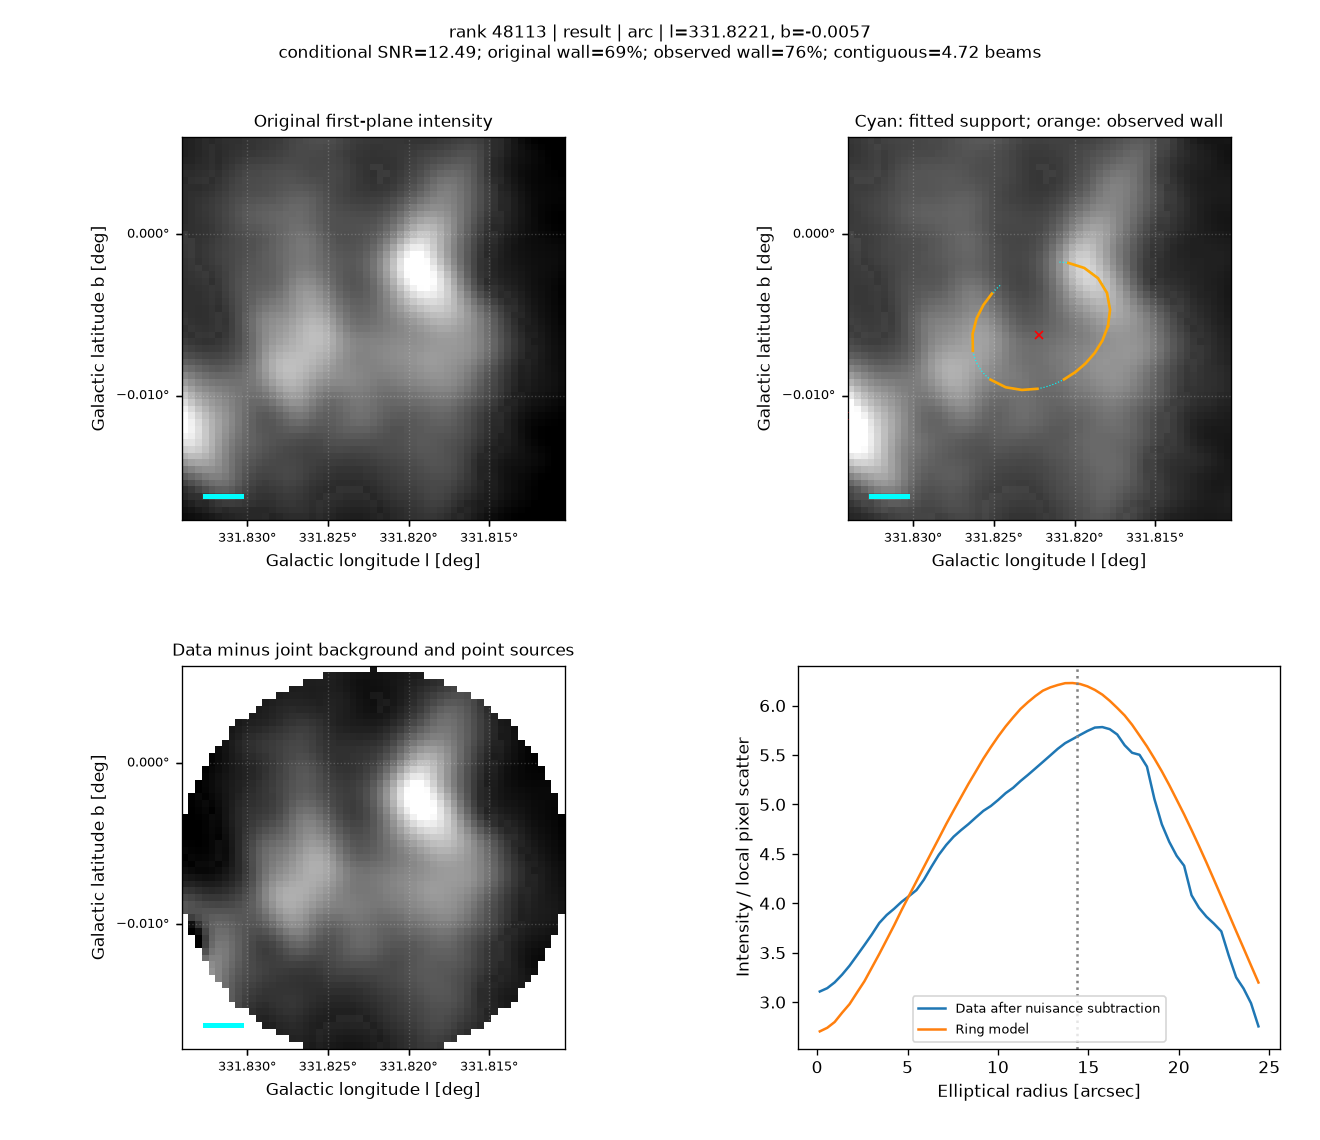 rank 48113 | result | arc | l=331.8221, b=-0.0057
conditional SNR=12.49; original wall=69%; observed wall=76%; contiguous=4.72 beams
Original first-plane intensity
Cyan: fitted support; orange: observed wall
Galactic latitude b [deg]
0.000°
−0.010°
331.830°
331.825°
331.820°
331.815°
Galactic longitude l [deg]
Galactic latitude b [deg]
0.000°
−0.010°
331.830°
331.825°
331.820°
331.815°
Galactic longitude l [deg]
Data minus joint background and point sources
Galactic latitude b [deg]
0.000°
−0.010°
331.830°
331.825°
331.820°
331.815°
Galactic longitude l [deg]
Intensity / local pixel scatter
6.0
5.5
5.0
4.5
4.0
3.5
3.0
Data after nuisance subtraction
Ring model
0
5
10
15
20
25
Elliptical radius [arcsec]